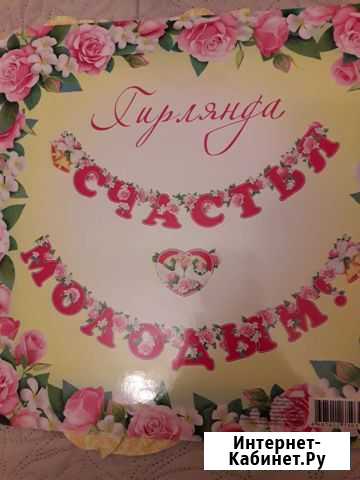 Гирлянда
СЧАСТЬЯ
МОЛОДЫМ!
Интернет-
Кабинет.Ру